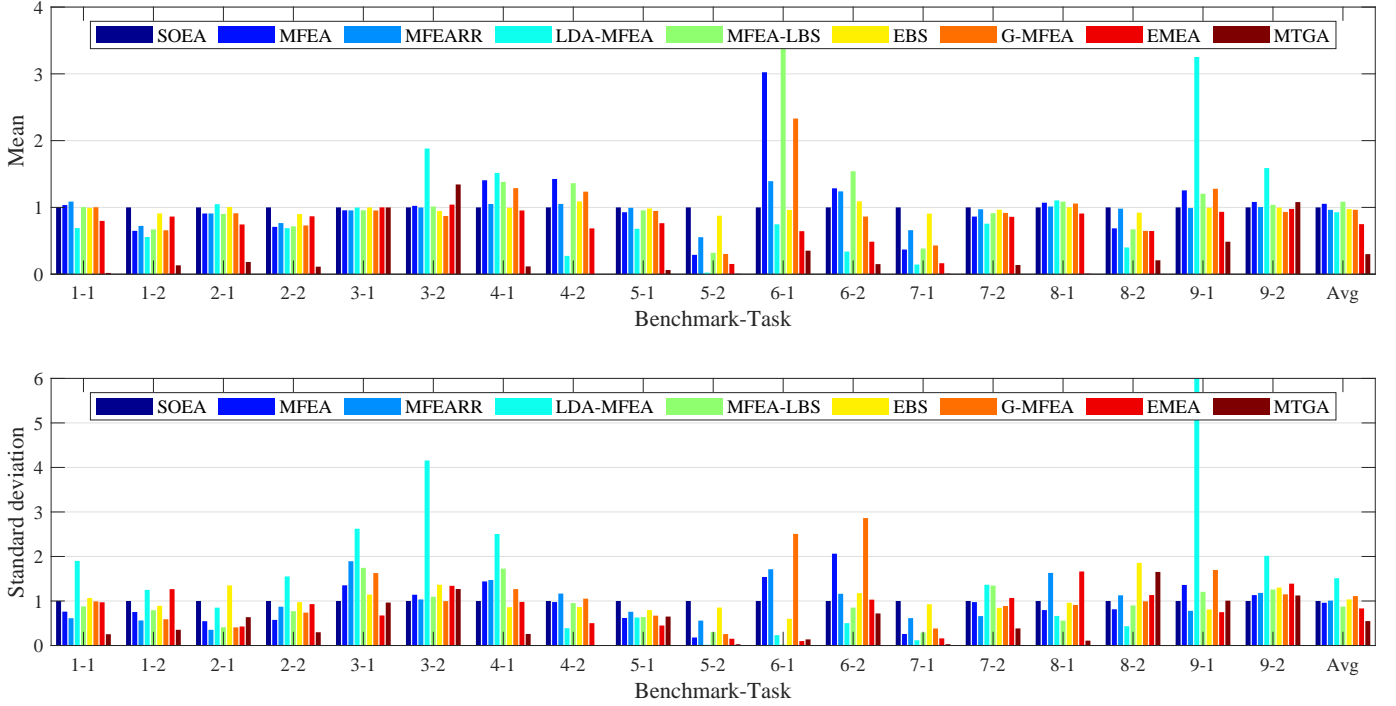 4
3
2
1
0
Mean
SOEA MFEA MFEARR LDA-MFEA MFEA-LBS EBS G-MFEA EMEA MTGA
1-1 1-2 2-1 2-2 3-1 3-2 4-1 4-2 5-1 5-2 6-1 6-2 7-1 7-2 8-1 8-2 9-1 9-2 Avg
Benchmark-Task
6
5
4
3
2
1
0
Standard deviation
SOEA MFEA MFEARR LDA-MFEA MFEA-LBS EBS G-MFEA EMEA MTGA
1-1 1-2 2-1 2-2 3-1 3-2 4-1 4-2 5-1 5-2 6-1 6-2 7-1 7-2 8-1 8-2 9-1 9-2 Avg
Benchmark-Task